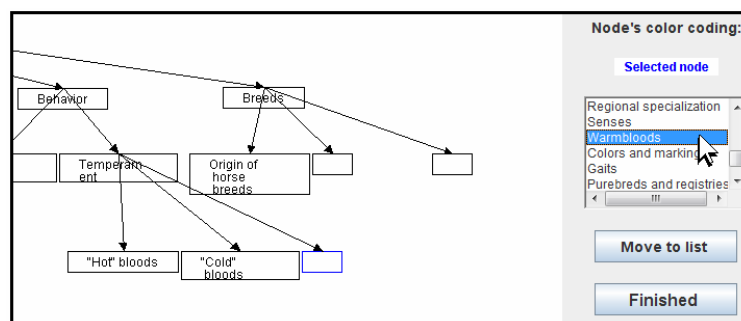 Node's color coding:
Selected node
Behavior
Breeds
Temperam
ent
Origin of
horse
breeds
"Hot" bloods
"Cold"
bloods
Regional specialization
Senses
Warmbloods
Colors and marking
Gaits
Purebreds and registries
Move to list
Finished